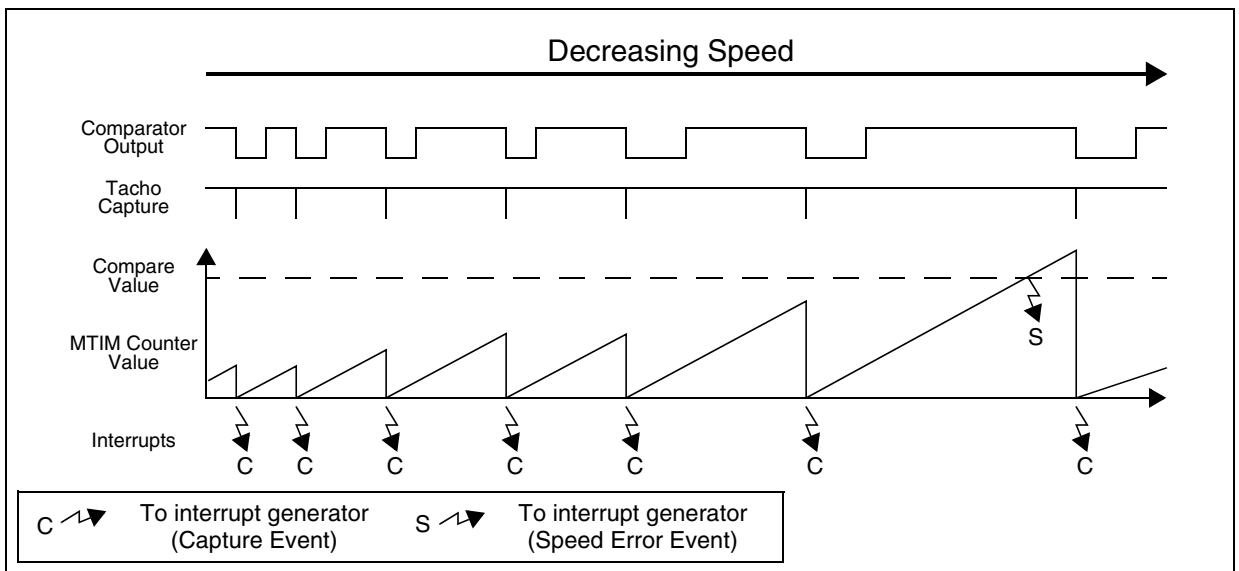 Decreasing Speed
Comparator
Output
Tacho
Capture
Compare
Value
MTIM Counter
Value
S
Interrupts
C C C C C C C
C To interrupt generator
(Capture Event)
S To interrupt generator
(Speed Error Event)